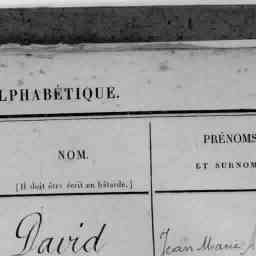 LPHABÉTIQUE.
NOM.
[Il doit être écrit en bâtarde.]
PRÉNOMS
ET SURNOM
David
Jean Marie